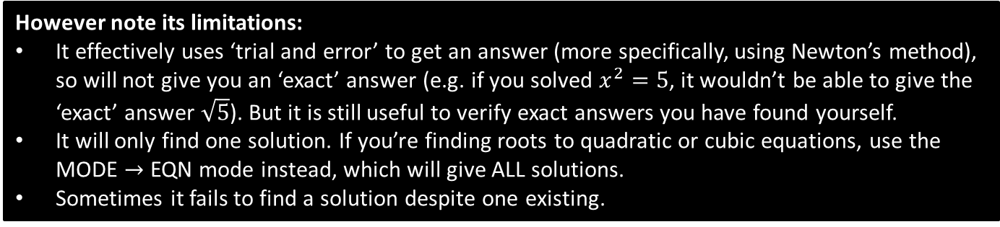 However note its limitations:
• It effectively uses ‘trial and error’ to get an answer (more specifically, using Newton’s method),
so will not give you an ‘exact’ answer (e.g. if you solved x² = 5, it wouldn’t be able to give the
‘exact’ answer √5). But it is still useful to verify exact answers you have found yourself.
• It will only find one solution. If you’re finding roots to quadratic or cubic equations, use the
MODE → EQN mode instead, which will give ALL solutions.
• Sometimes it fails to find a solution despite one existing.